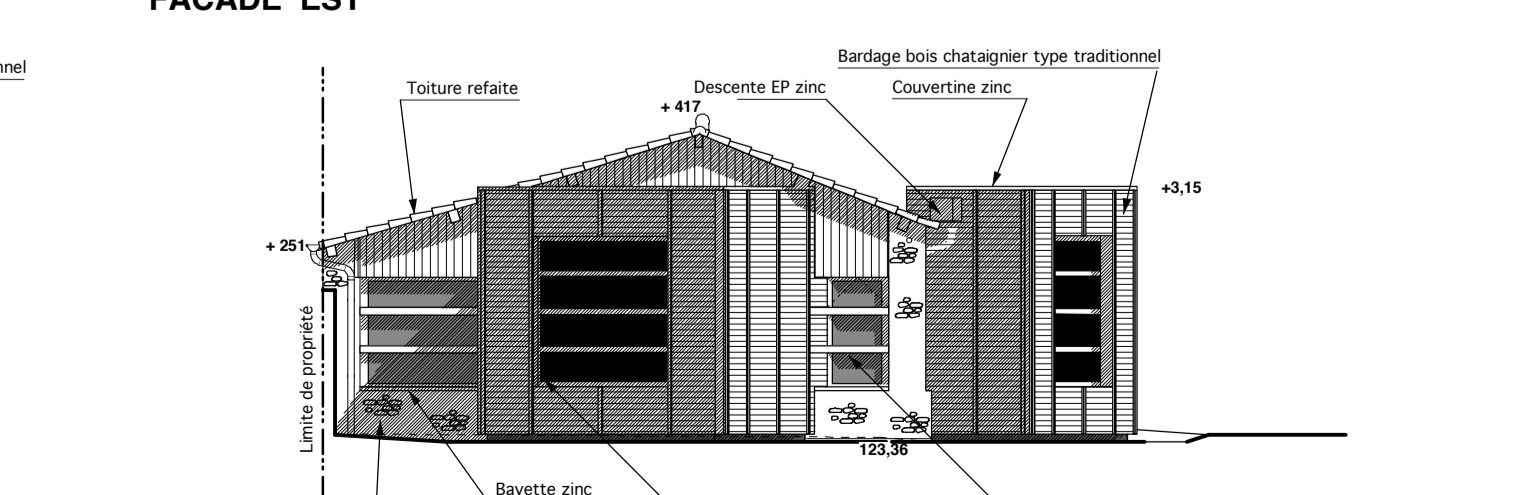 FACADE EST
nnel
Bardage bois chataignier type traditionnel
Toiture refaite
Descente EP zinc
Couvertine zinc
+ 417
+3,15
+ 251
Limite de propriété
123,36
Bavette zinc